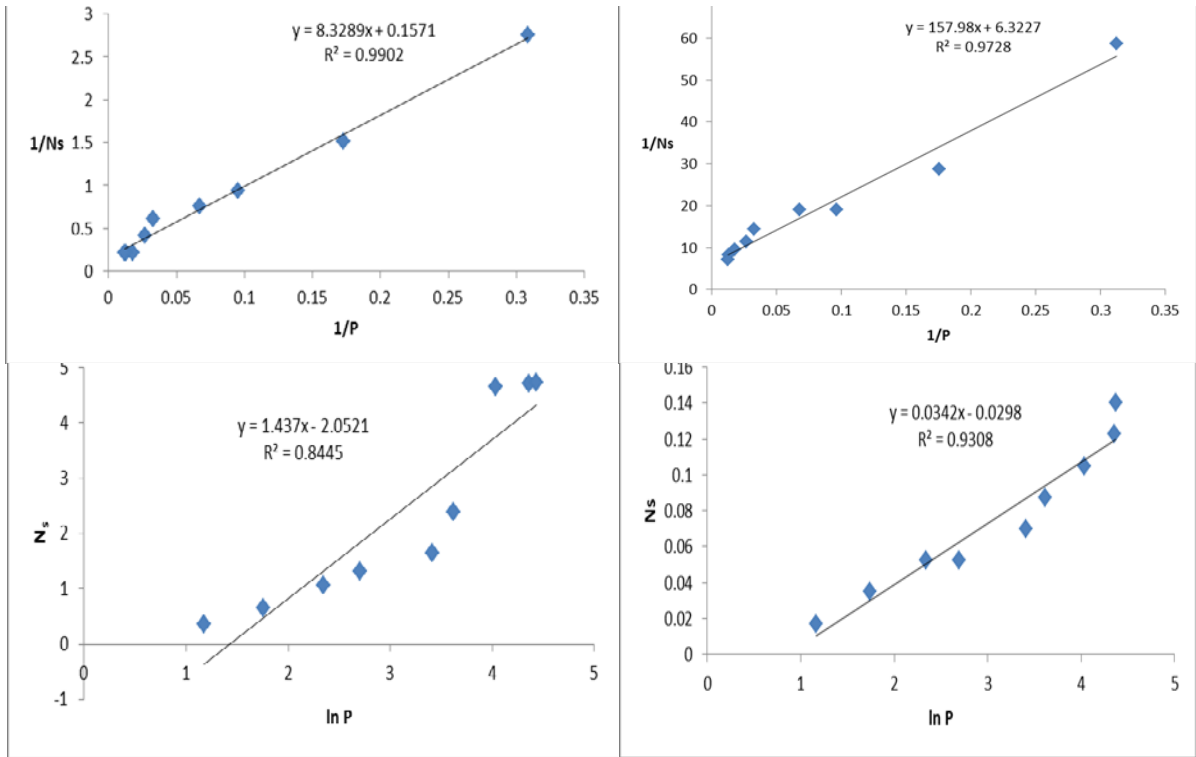 y = 8.3289x + 0.1571
R² = 0.9902
3
2.5
2
1/Ns 1.5
1
0.5
0
0 0.05 0.1 0.15 0.2 0.25 0.3 0.35
1/P
y = 157.98x + 6.3227
R² = 0.9728
60
50
40
1/Ns
30
20
10
0
0 0.05 0.1 0.15 0.2 0.25 0.3 0.35
1/P
y = 1.437x - 2.0521
R² = 0.8445
5
4
3
Ns 2
1
0
-1
0 1 2 3 4 5
ln P
y = 0.0342x - 0.0298
R² = 0.9308
0.16
0.14
0.12
0.1
Ns
0.08
0.06
0.04
0.02
0
0 1 2 3 4 5
ln P